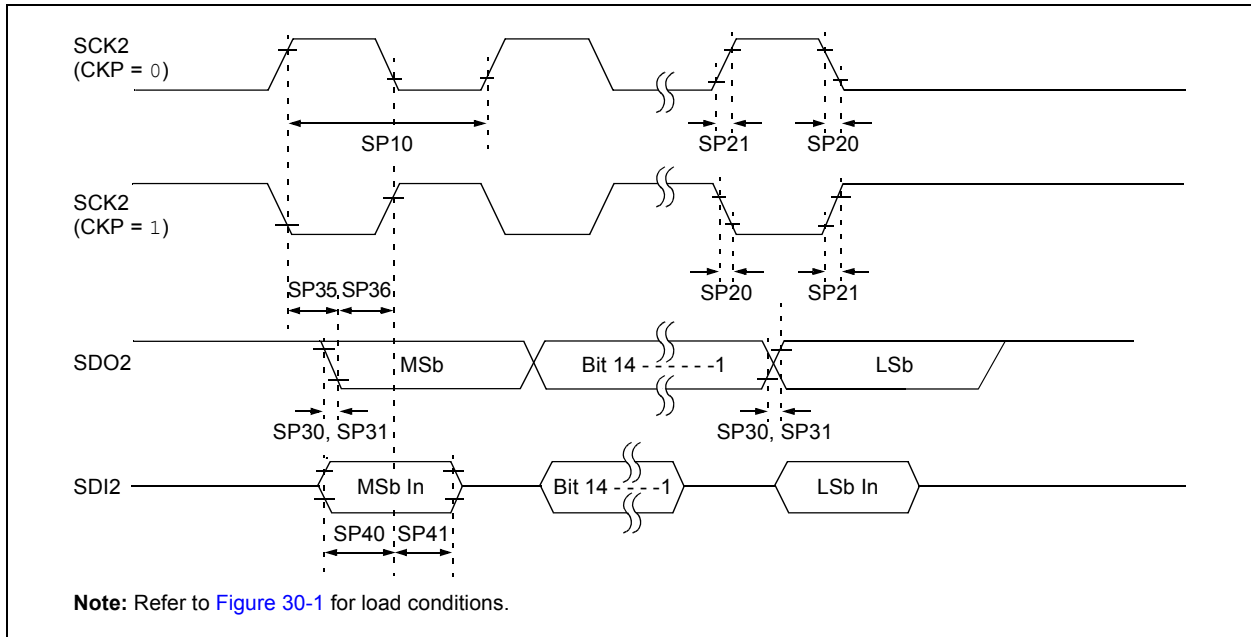 SCK2
(CKP = 0)
SP10
SP21
SP20
SCK2
(CKP = 1)
SP35
SP36
SP20
SP21
SDO2
MSb
Bit 14 - - - - - -1
LSb
SP30, SP31
SP30, SP31
SDI2
MSb In
Bit 14 - - - -1
LSb In
SP40
SP41
Note: Refer to Figure 30-1 for load conditions.